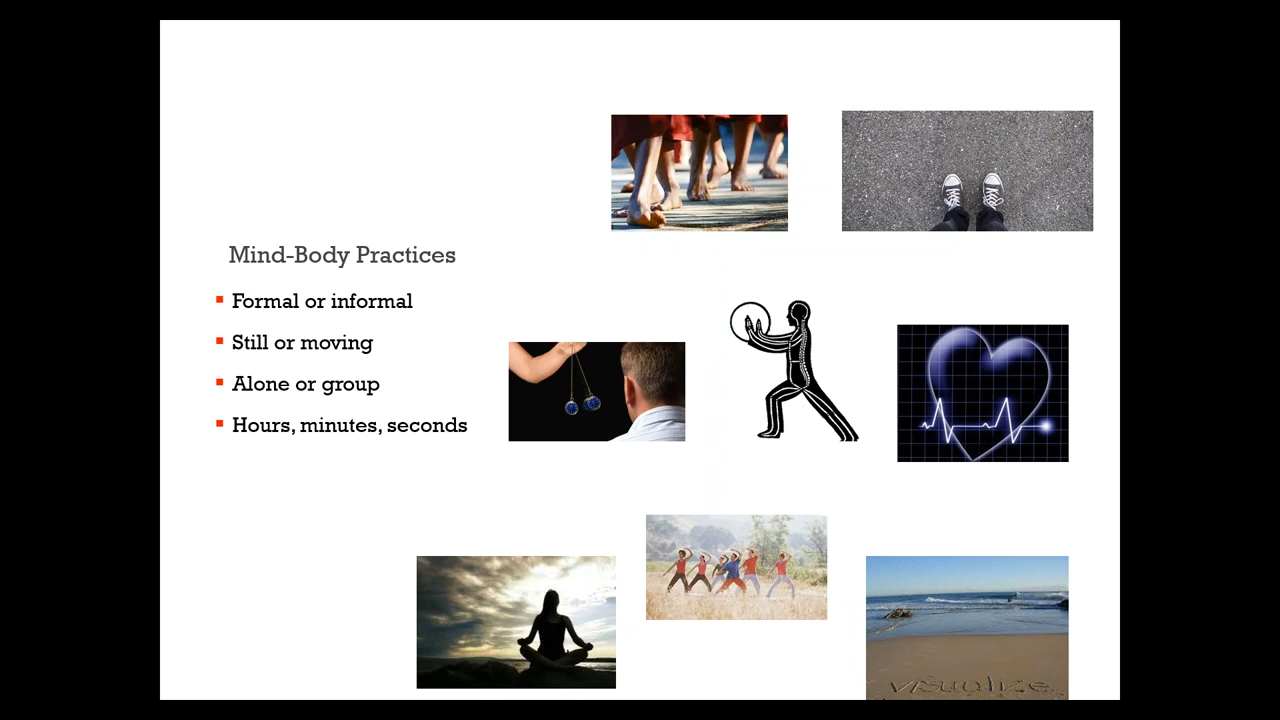 Mind-Body Practices
Formal or informal
Still or moving
Alone or group
Hours, minutes, seconds
visualize